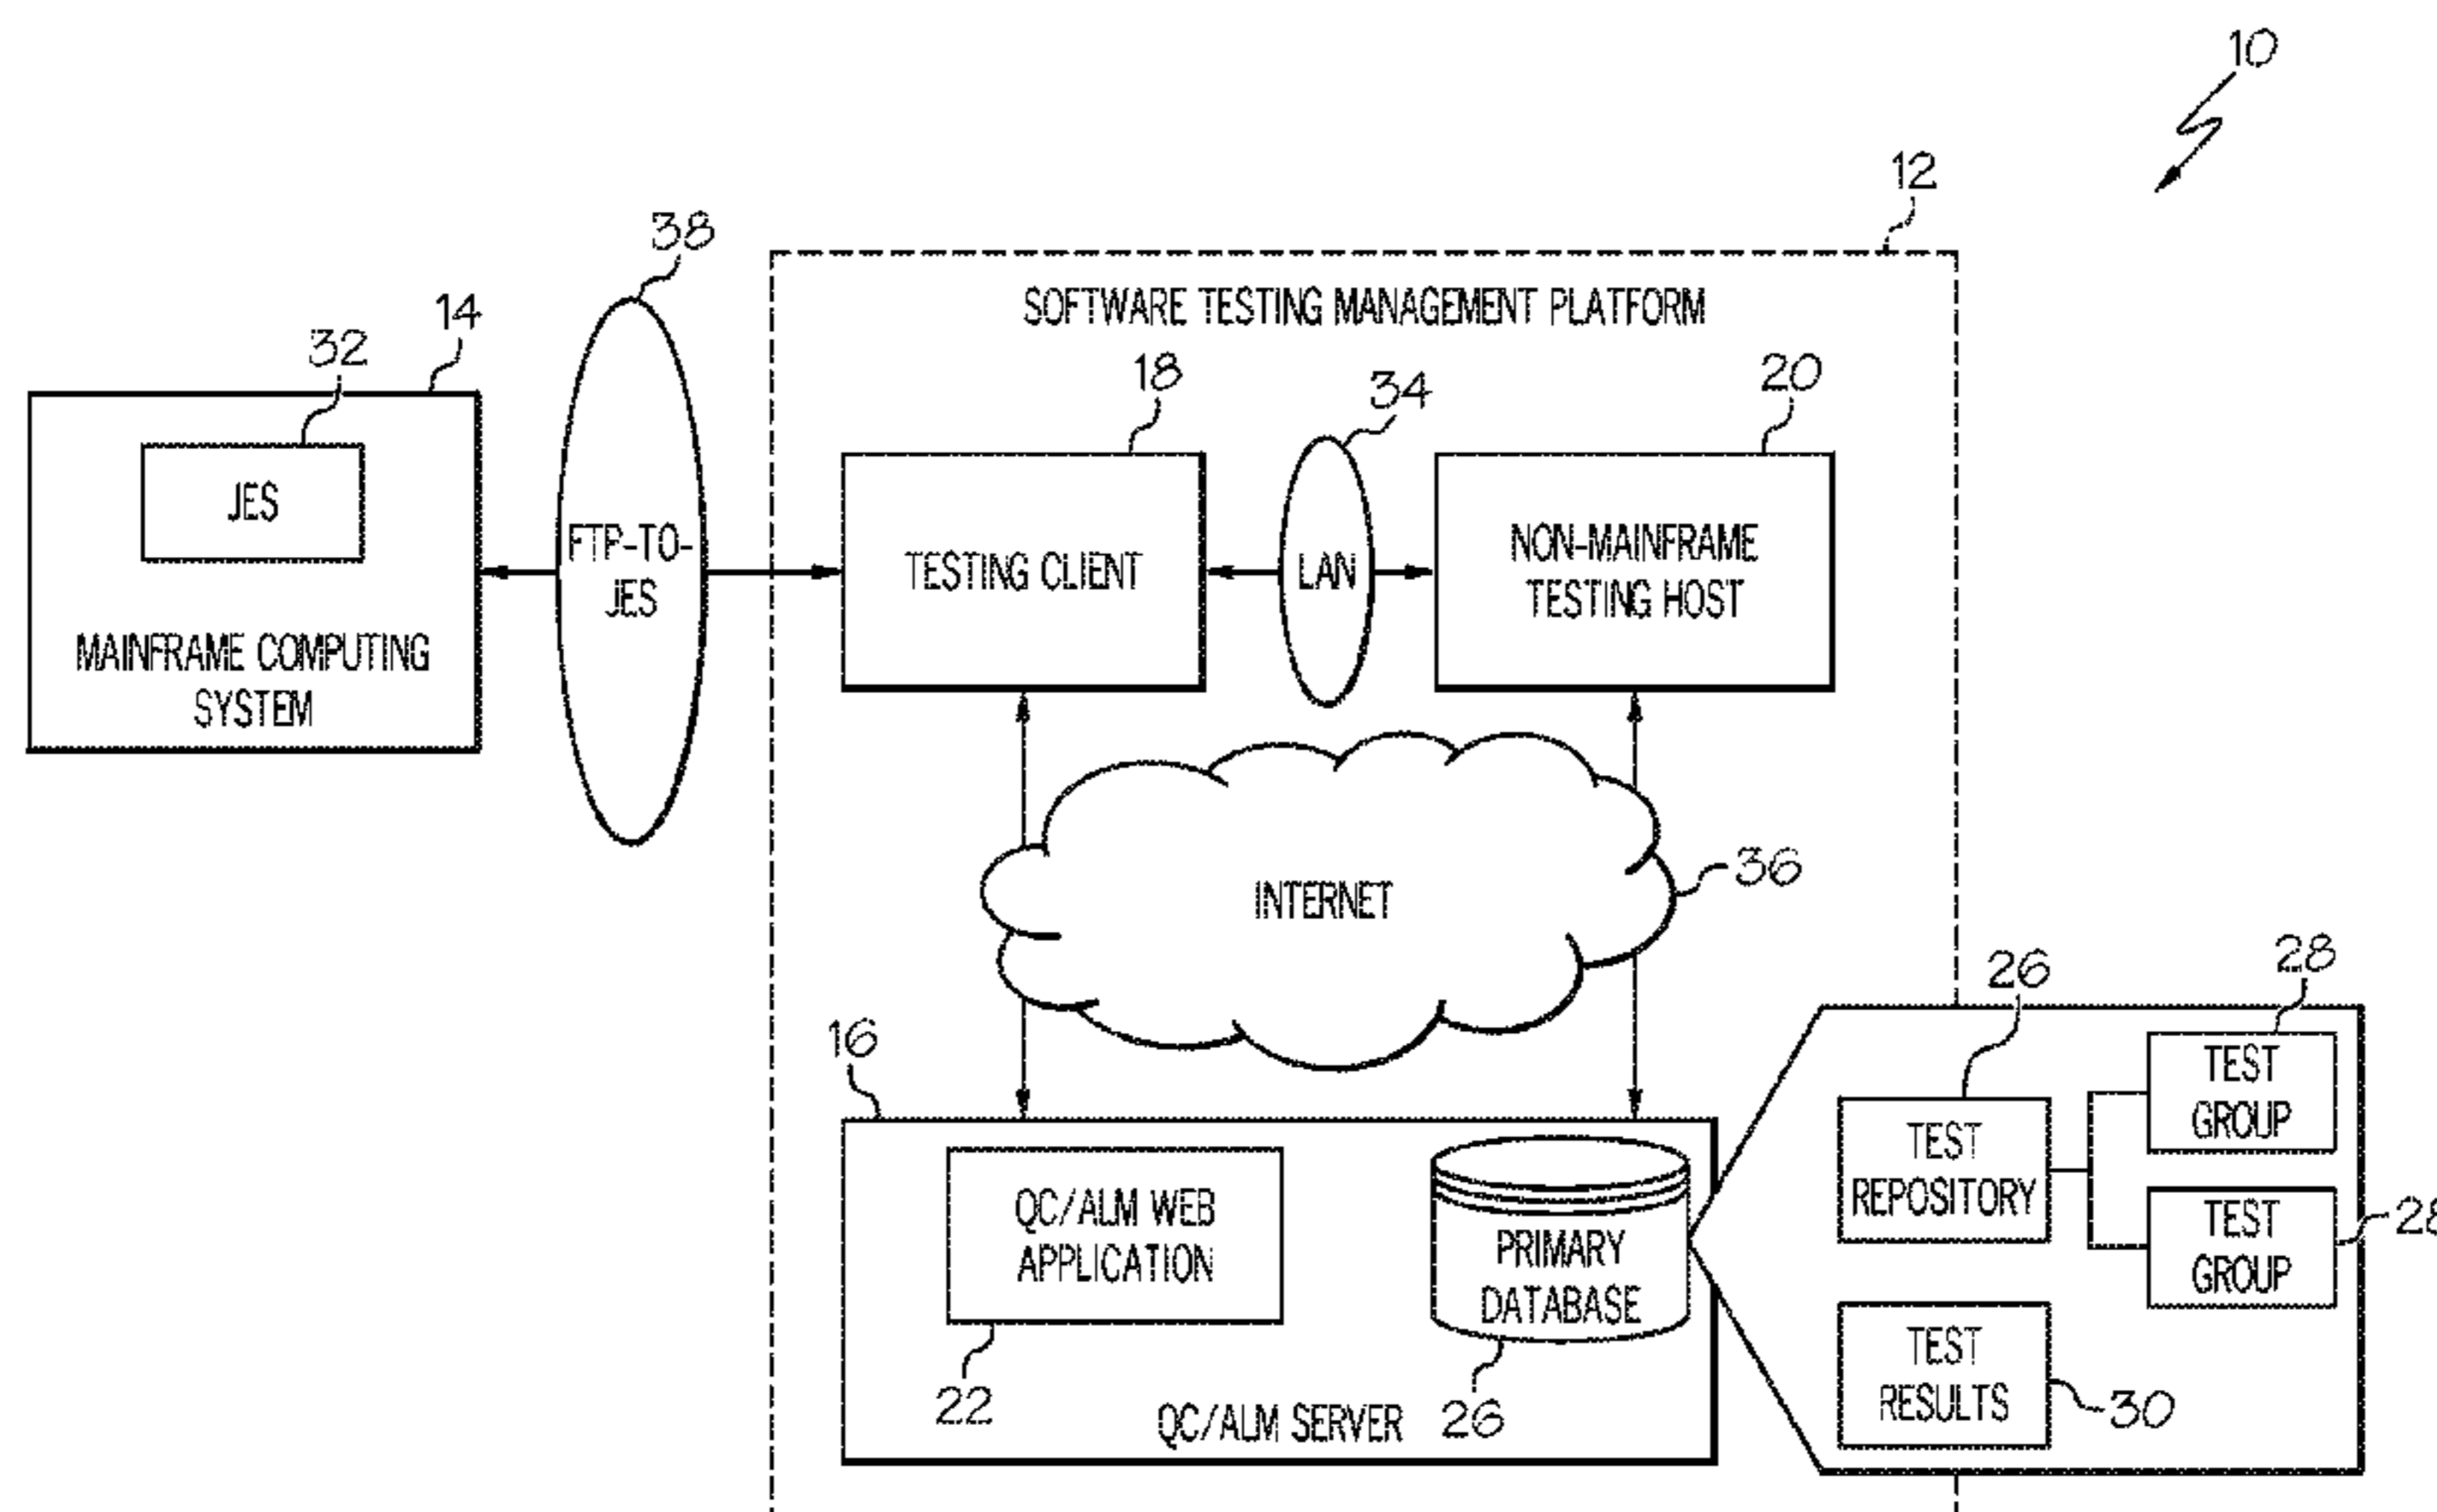 10
12
38
SOFTWARE TESTING MANAGEMENT PLATFORM
14
32
18
34
20
JES
FTP-TO-
JES
TESTING CLIENT
LAN
NON-MAINFRAME
TESTING HOST
MAINFRAME COMPUTING
SYSTEM
INTERNET
36
16
26
28
TEST
GROUP
TEST
REPOSITORY
TEST
GROUP
28
QC/ALM WEB
APPLICATION
PRIMARY
DATABASE
22
26
QC/ALM SERVER
TEST
RESULTS
30